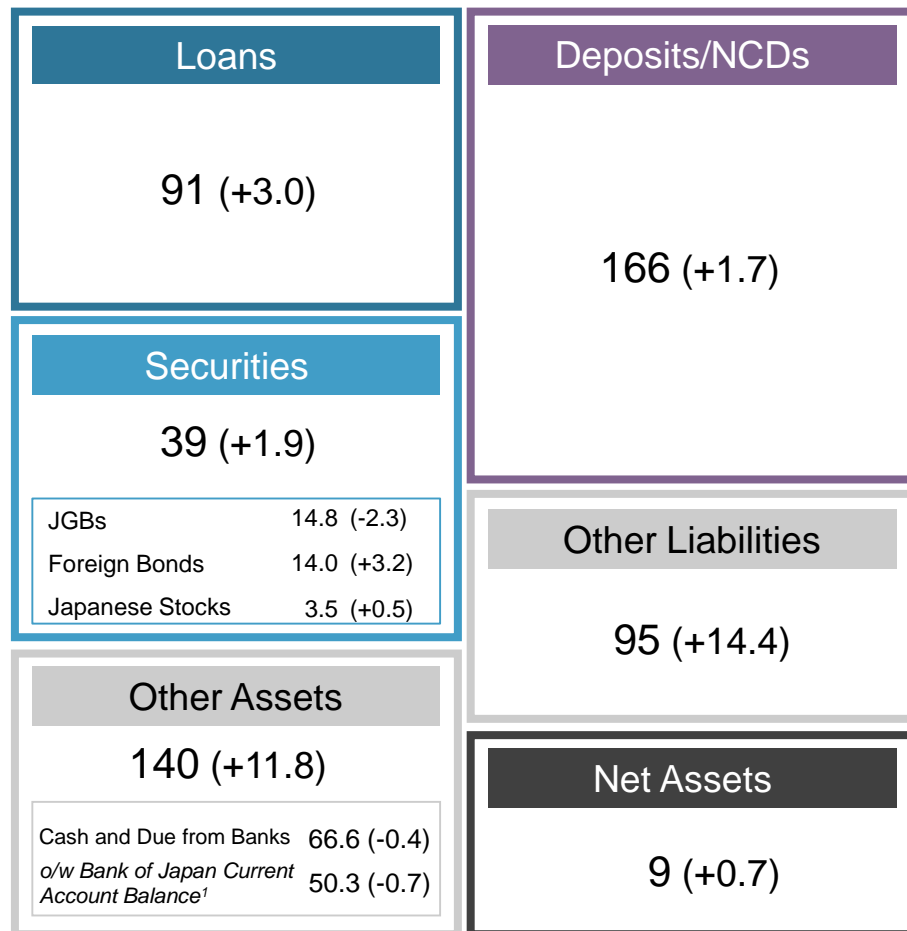 Loans
91 (+3.0)
Securities
39 (+1.9)
JGBs 14.8 (-2.3)
Foreign Bonds 14.0 (+3.2)
Japanese Stocks 3.5 (+0.5)
Other Assets
140 (+11.8)
Cash and Due from Banks 66.6 (-0.4)
o/w Bank of Japan Current
Account Balance¹ 50.3 (-0.7)
Deposits/NCDs
166 (+1.7)
Other Liabilities
95 (+14.4)
Net Assets
9 (+0.7)